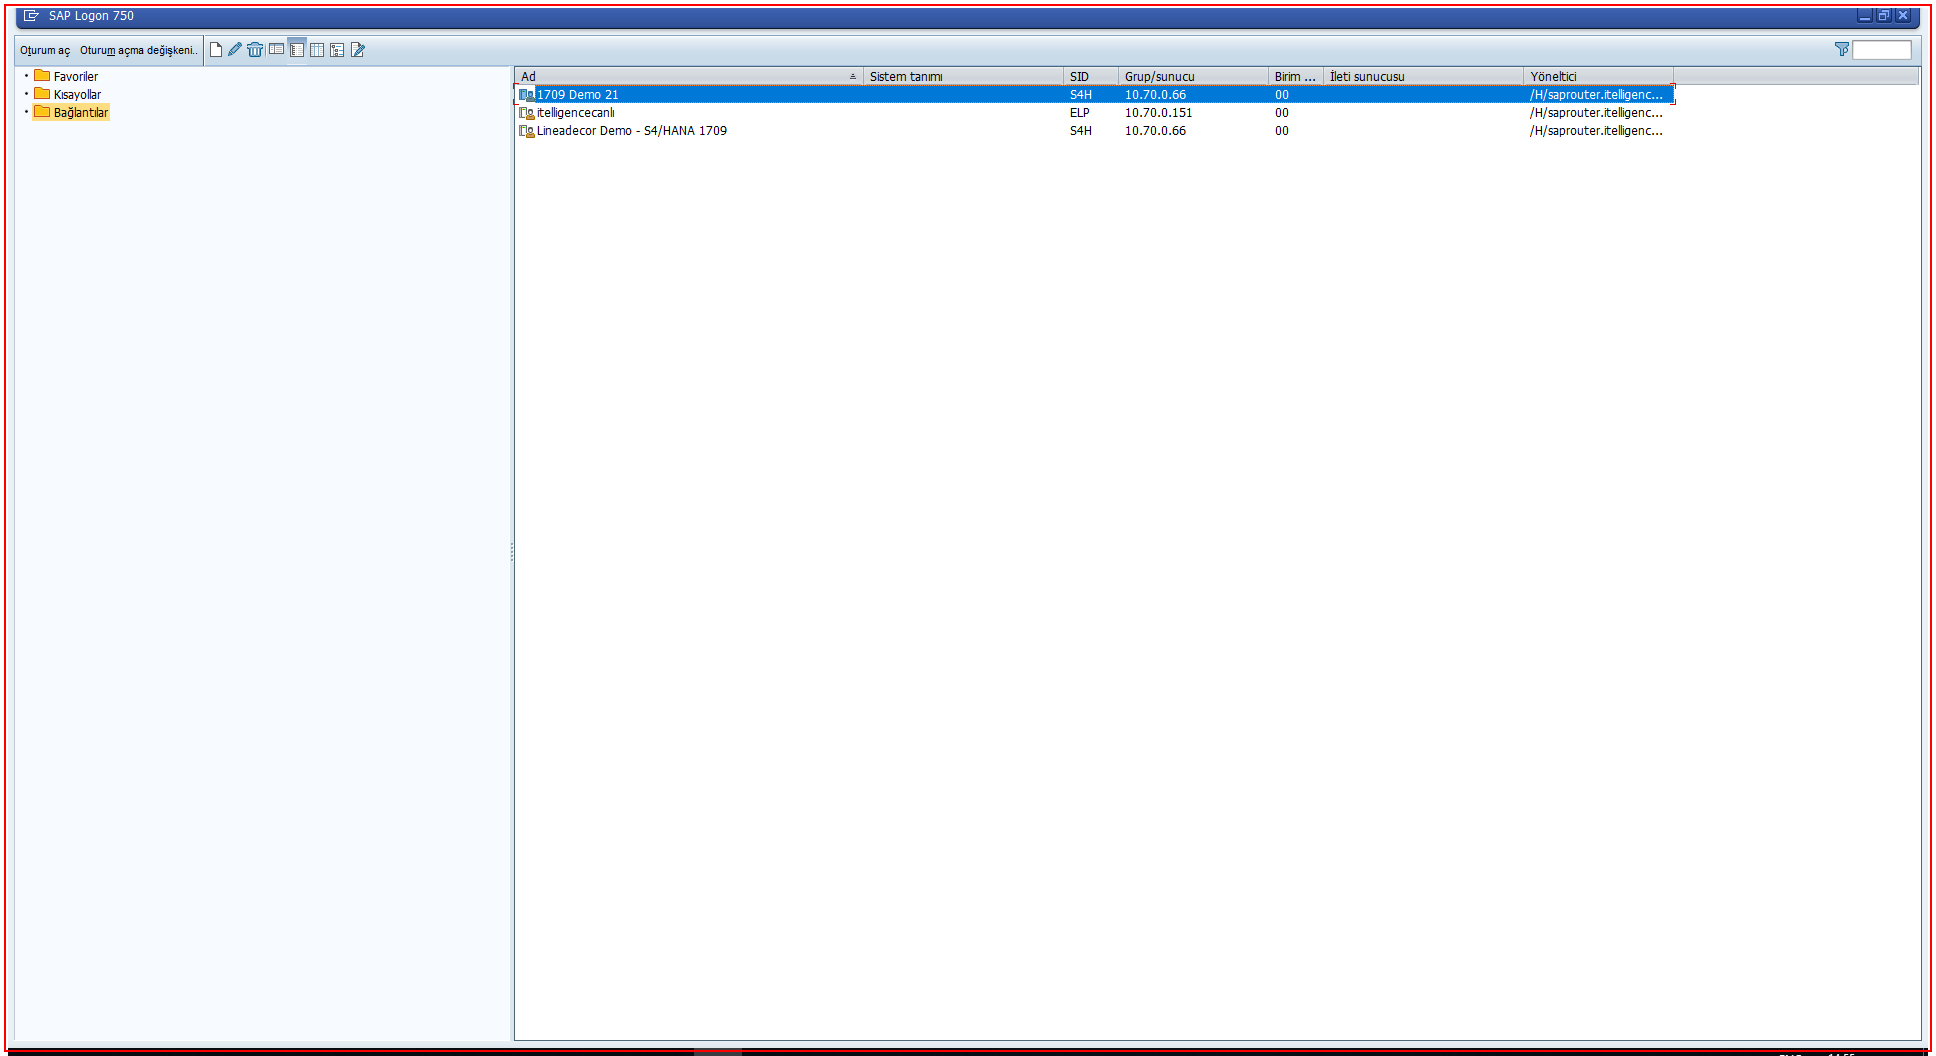 SAP Logon 750
Oturum aç Oturum açma değişkeni..
Favoriler
Kısayollar
Bağlantılar
Ad Sistem tanımı SID Grup/sunucu Birim ... İleti sunucusu Yöneltici
1709 Demo 21 S4H 10.70.0.66 00 /H/saprouter.itelligenc...
itelligencecanlı ELP 10.70.0.151 00 /H/saprouter.itelligenc...
Lineadecor Demo - S4/HANA 1709 S4H 10.70.0.66 00 /H/saprouter.itelligenc...